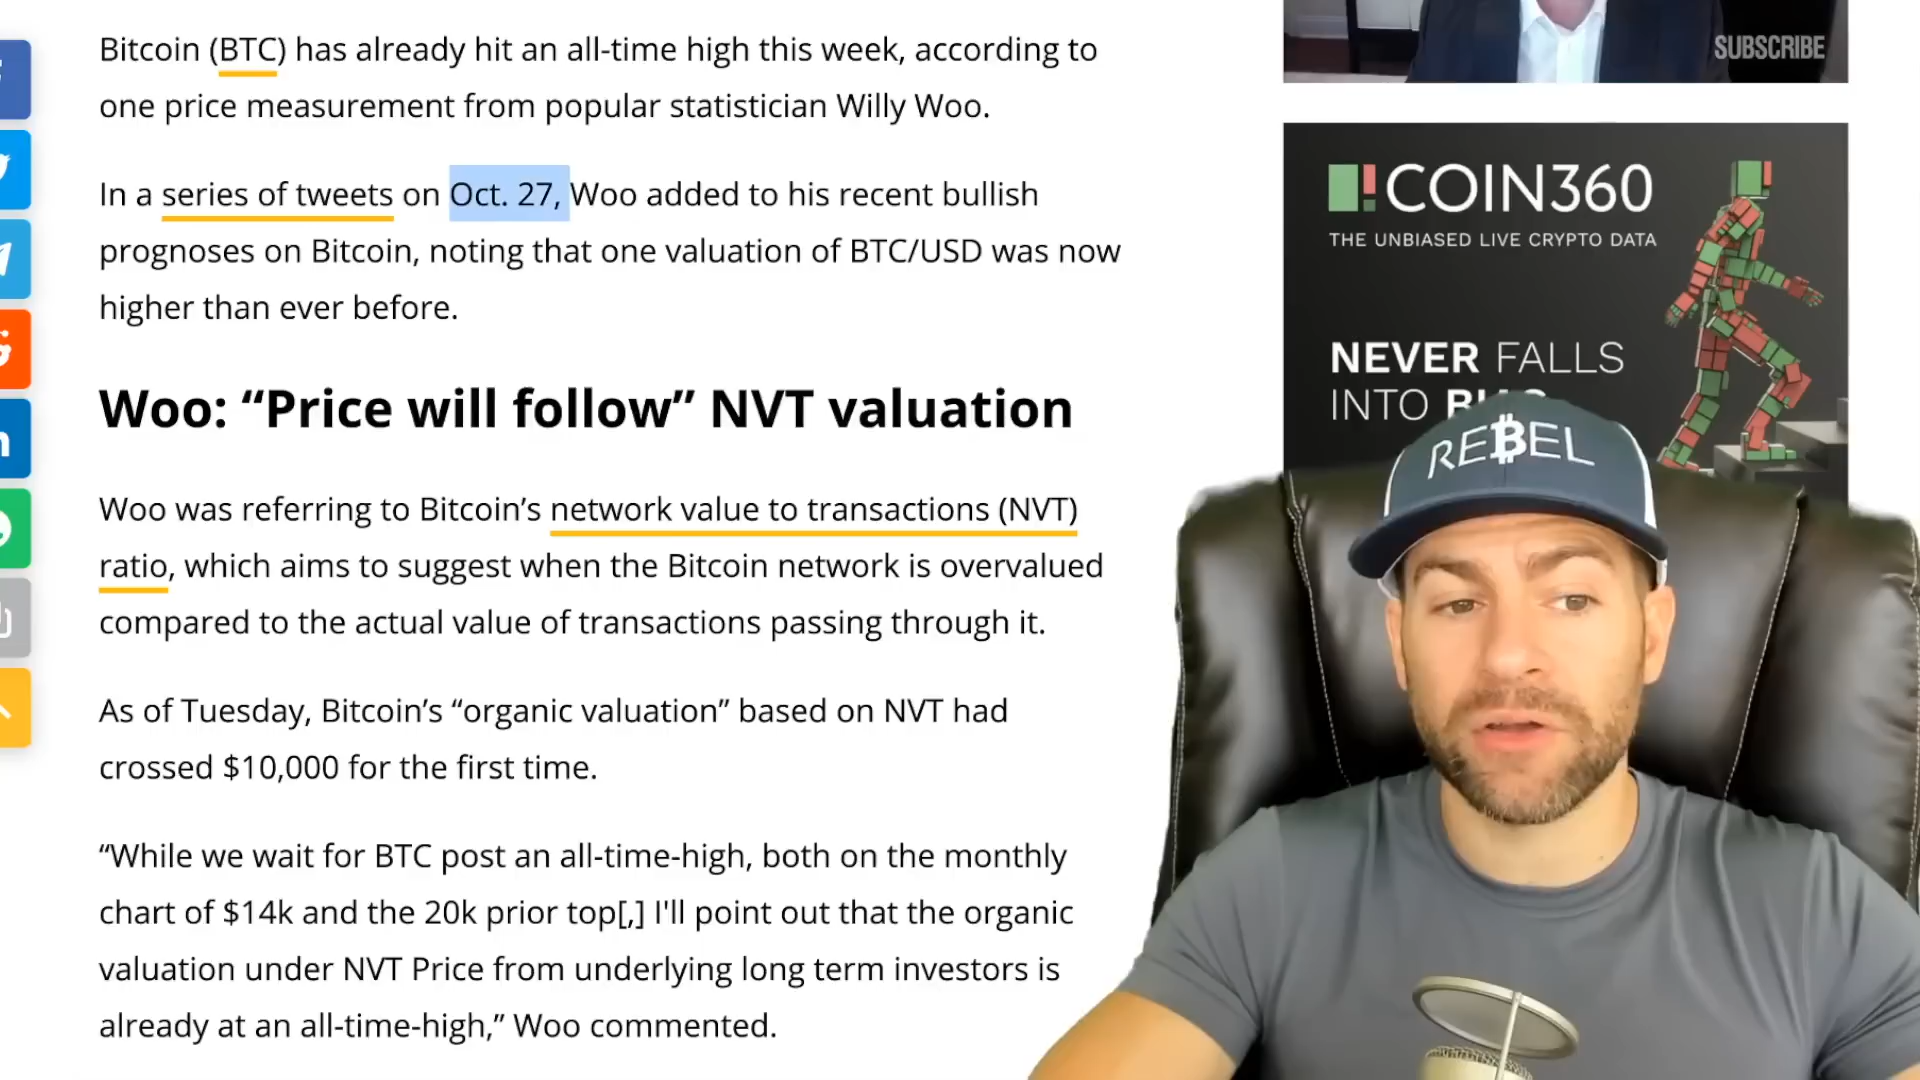 Bitcoin (BTC) has already hit an all-time high this week, according to
one price measurement from popular statistician Willy Woo.
In a series of tweets on Oct. 27, Woo added to his recent bullish
prognoses on Bitcoin, noting that one valuation of BTC/USD was now
higher than ever before.
Woo: “Price will follow” NVT valuation
Woo was referring to Bitcoin’s network value to transactions (NVT)
ratio, which aims to suggest when the Bitcoin network is overvalued
compared to the actual value of transactions passing through it.
As of Tuesday, Bitcoin’s “organic valuation” based on NVT had
crossed $10,000 for the first time.
“While we wait for BTC post an all-time-high, both on the monthly
chart of $14k and the 20k prior top[,] I'll point out that the organic
valuation under NVT Price from underlying long term investors is
already at an all-time-high,” Woo commented.
SUBSCRIBE
COIN360
THE UNBIASED LIVE CRYPTO DATA
NEVER FALLS
INTO
REBEL